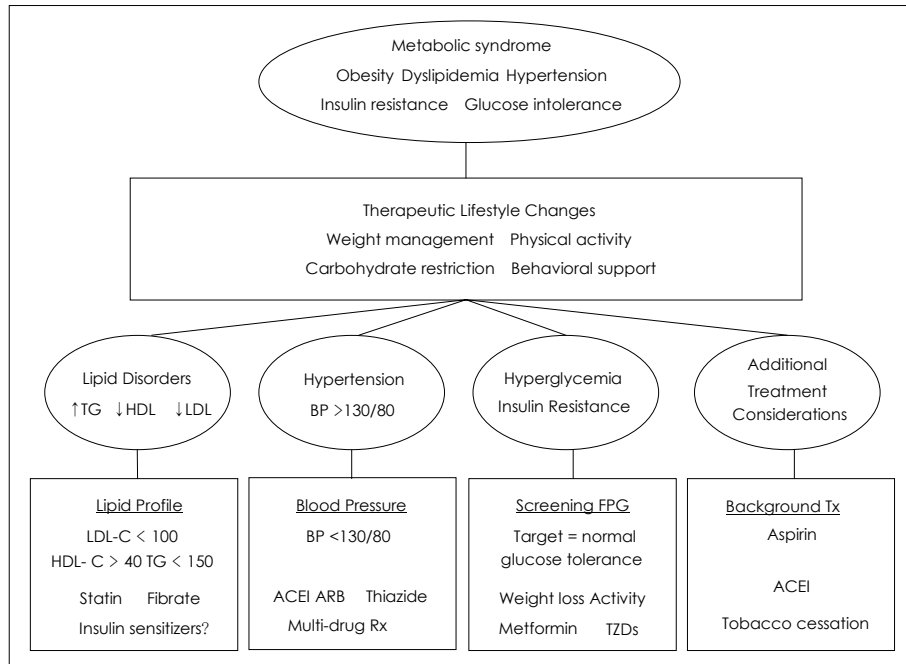 Metabolic syndrome
Obesity Dyslipidemia Hypertension
Insulin resistance Glucose intolerance
Therapeutic Lifestyle Changes
Weight management Physical activity
Carbohydrate restriction Behavioral support
Lipid Disorders
↑TG ↓HDL ↓LDL
Hypertension
BP >130/80
Hyperglycemia
Insulin Resistance
Additional
Treatment
Considerations
Lipid Profile
LDL-C < 100
HDL- C > 40 TG < 150
Statin Fibrate
Insulin sensitizers?
Blood Pressure
BP <130/80
ACEI ARB Thiazide
Multi-drug Rx
Screening FPG
Target = normal
glucose tolerance
Weight loss Activity
Metformin TZDs
Background Tx
Aspirin
ACEI
Tobacco cessation